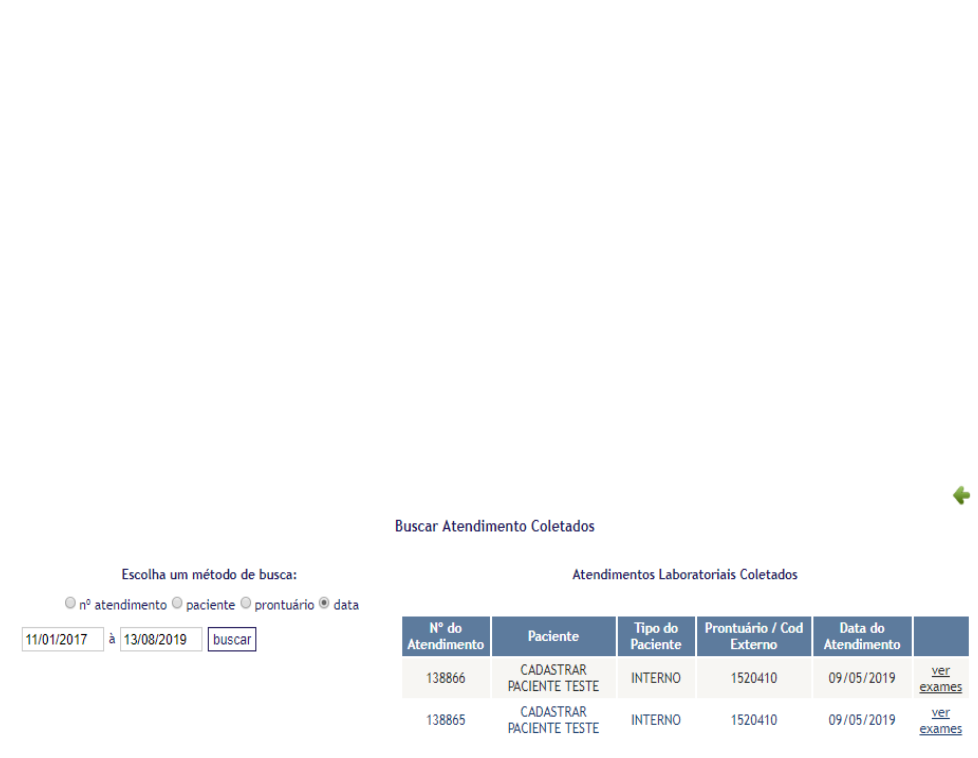 Buscar Atendimento Coletados
Escolha um método de busca:
nº atendimento paciente prontuário data
11/01/2017 à 13/08/2019 buscar
Atendimentos Laboratoriais Coletados
Nº do Atendimento Paciente Tipo do Paciente Prontuário / Cod Externo Data do Atendimento
138866 CADASTRAR PACIENTE TESTE INTERNO 1520410 09/05/2019 ver exames
138865 CADASTRAR PACIENTE TESTE INTERNO 1520410 09/05/2019 ver exames